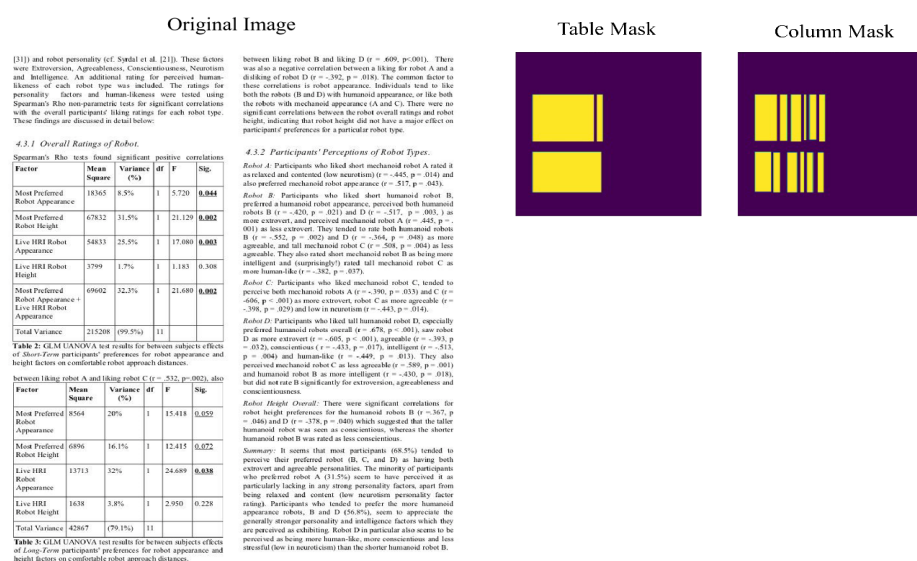 Original Image
Table Mask
Column Mask
[31]) and robot personality (cf. Syrdal et al. [21]). These factors
were Extroversion, Agreeableness, Conscientiousness, Neurotism
and Intelligence. An additional rating for perceived human-
likeness of each robot type was included. The ratings for
personality factors and human-likeness were tested using
Spearman's Rho non-parametric tests for significant correlations
with the overall participants' liking ratings for each robot type.
These findings are discussed in detail below:
4.3.1 Overall Ratings of Robot.
Spearman's Rho tests found significant positive correlations
Factor Mean Square Variance (%) df F Sig.
Most Preferred Robot Appearance 18365 8.5% 1 5.720 0.044
Most Preferred Robot Height 67832 31.5% 1 21.129 0.002
Live HRI Robot Appearance 54833 25.5% 1 17.080 0.003
Live HRI Robot Height 3799 1.7% 1 1.183 0.308
Most Preferred Robot Appearance + Live HRI Robot Appearance 69602 32.3% 1 21.680 0.002
Total Variance 215208 (99.5%) 11
Table 2: GLM UANOVA test results for between subjects effects
of Short-Term participants' preferences for robot appearance and
height factors on comfortable robot approach distances.
between liking robot A and liking robot C (r = .532, p=.002), also
Factor Mean Square Variance (%) df F Sig.
Most Preferred Robot Appearance 8564 20% 1 15.418 0.059
Most Preferred Robot Height 6896 16.1% 1 12.415 0.072
Live HRI Robot Appearance 13713 32% 1 24.689 0.038
Live HRI Robot Height 1638 3.8% 1 2.950 0.228
Total Variance 42867 (79.1%) 11
Table 3: GLM UANOVA test results for between subjects effects
of Long-Term participants' preferences for robot appearance and
height factors on comfortable robot approach distances.
between liking robot B and liking D (r = .609, p<.001). There
was also a negative correlation between a liking for robot A and a
disliking of robot D (r = -.392, p = .018). The common factor to
these correlations is robot appearance. Individuals tend to like
both the robots (B and D) with humanoid appearance, or like both
the robots with mechanoid appearance (A and C). There were no
significant correlations between the robot overall ratings and robot
height, indicating that robot height did not have a major effect on
participants' preferences for a particular robot type.
4.3.2 Participants' Perceptions of Robot Types.
Robot A: Participants who liked short mechanoid robot A rated it
as relaxed and contented (low neurotism) (r = -.445, p = .014) and
also preferred mechanoid robot appearance (r = .517, p = .043).
Robot B: Participants who liked short humanoid robot B,
preferred a humanoid robot appearance, perceived both humanoid
robots B (r = -.420, p = .021) and D (r = -.517, p = .003, ) as
more extrovert, and perceived mechanoid robot A (r = .445, p = .
001) as less extrovert. They tended to rate both humanoid robots
B (r = -.552, p = .002) and D (r = -.364, p = .048) as more
agreeable, and tall mechanoid robot C (r = .508, p = .004) as less
agreeable. They also rated short mechanoid robot B as being more
intelligent and (surprisingly!) rated tall mechanoid robot C as
more human-like (r = -.382, p = .037).
Robot C: Participants who liked mechanoid robot C, tended to
perceive both mechanoid robots A (r = -.390, p = .033) and C (r =
-606, p < .001) as more extrovert, robot C as more agreeable (r =
-.398, p = .029) and low in neurotism (r = -.443, p = .014).
Robot D: Participants who liked tall humanoid robot D, especially
preferred humanoid robots overall (r = .678, p < .001), saw robot
D as more extrovert (r = -.605, p < .001), agreeable (r = -.393, p
= .032), conscientious ( r = -.433, p = .017), intelligent (r = -.513,
p = .004) and human-like (r = -.449, p = .013). They also
perceived mechanoid robot C as less agreeable (r = .589, p = .001)
and humanoid robot B as more intelligent (r = -.430, p = .018),
but did not rate B significantly for extroversion, agreeableness and
conscientiousness.
Robot Height Overall: There were significant correlations for
robot height preferences for the humanoid robots B (r =.367, p
= .046) and D (r = -378, p = .040) which suggested that the taller
humanoid robot was seen as conscientious, whereas the shorter
humanoid robot B was rated as less conscientious.
Summary: It seems that most participants (68.5%) tended to
perceive their preferred robot (B, C, and D) as having both
extrovert and agreeable personalities. The minority of participants
who preferred robot A (31.5%) seem to have perceived it as
particularly lacking in any strong personality factors, apart from
being relaxed and content (low neurotism personality factor
rating). Participants who tended to prefer the more humanoid
appearance robots, B and D (56.8%), seem to appreciate the
generally stronger personality and intelligence factors which they
are perceived as exhibiting. Robot D in particular also seems to be
perceived as being more human-like, more conscientious and less
stressful (low in neuroticism) than the shorter humanoid robot B.